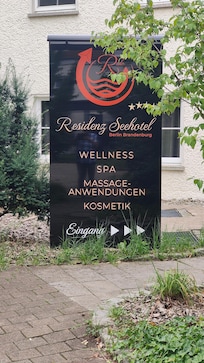 Residenz Seehotel
Berlin Brandenburg
WELLNESS
SPA
MASSAGE-
ANWENDUNGEN
KOSMETIK
Eingang